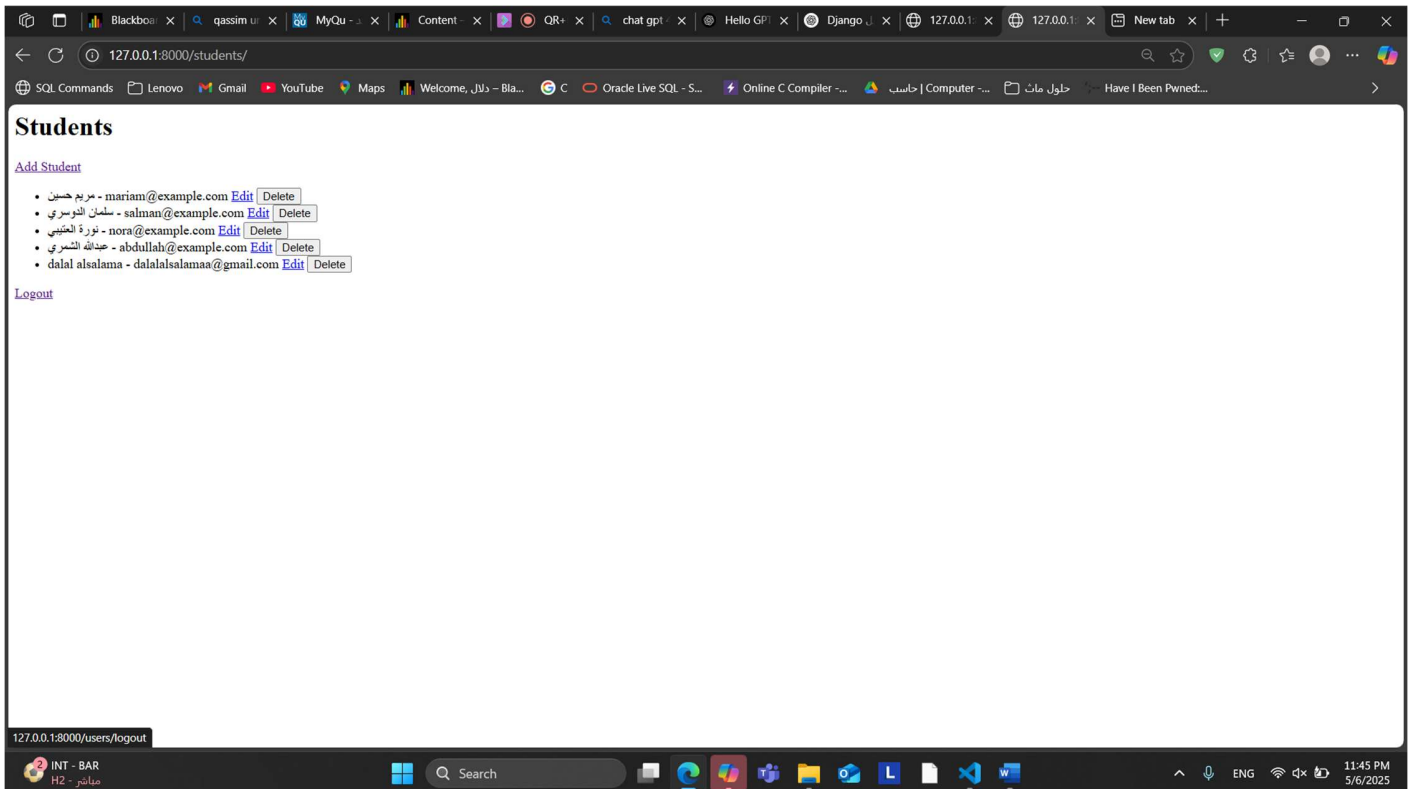 Blackboar
qassim ur
MyQu -
Content -
QR+
chat gpt
Hello GPT
Django
127.0.0.1:
127.0.0.1:
New tab
127.0.0.1:8000/students/
SQL Commands
Lenovo
Gmail
YouTube
Maps
Welcome, دلال – Bla...
C
Oracle Live SQL - S...
Online C Compiler -...
حاسب | Computer -...
حلول ماث
Have I Been Pwned:...
Students
Add Student
مريم حسين - mariam@example.com Edit Delete
سلمان الدوسري - salman@example.com Edit Delete
نورة العتيبي - nora@example.com Edit Delete
عبدالله الشمري - abdullah@example.com Edit Delete
dalal alsalama - dalalalsalamaa@gmail.com Edit Delete
Logout
127.0.0.1:8000/users/logout
2
INT - BAR
مباشر - H2
Search
ENG
11:45 PM
5/6/2025